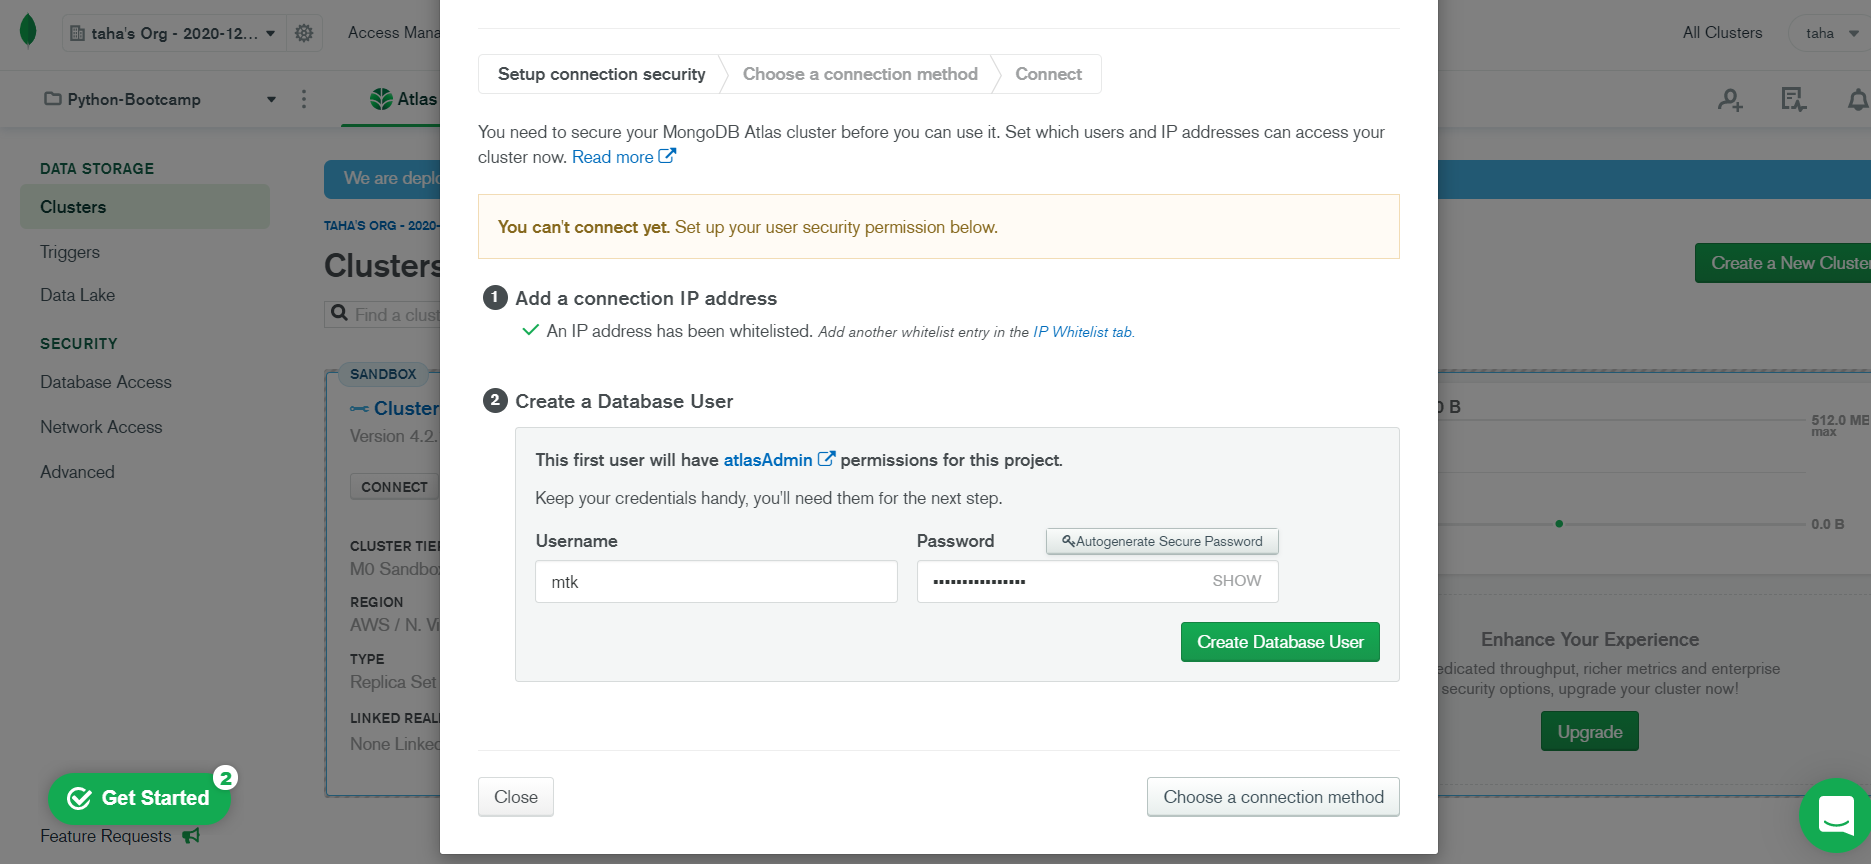 taha's Org - 2020-12...
Access Mana
All Clusters
taha
Python-Bootcamp
Atlas
DATA STORAGE
Clusters
Triggers
Data Lake
SECURITY
Database Access
Network Access
Advanced
Get Started
2
Feature Requests
We are deplo
TAHA'S ORG - 2020-
Clusters
Find a clust
SANDBOX
Cluster
Version 4.2.
CONNECT
CLUSTER TIER
M0 Sandbox
REGION
AWS / N. Vi
TYPE
Replica Set
LINKED REAL
None Linked
Setup connection security
Choose a connection method
Connect
You need to secure your MongoDB Atlas cluster before you can use it. Set which users and IP addresses can access your
cluster now. Read more
You can't connect yet. Set up your user security permission below.
1 Add a connection IP address
An IP address has been whitelisted. Add another whitelist entry in the IP Whitelist tab.
2 Create a Database User
This first user will have atlasAdmin permissions for this project.
Keep your credentials handy, you'll need them for the next step.
Username
Password
Autogenerate Secure Password
mtk
••••••••••••••••
SHOW
Create Database User
Close
Choose a connection method
Create a New Cluster
0 B
512.0 MB
max
0.0 B
Enhance Your Experience
edicated throughput, richer metrics and enterprise
security options, upgrade your cluster now!
Upgrade